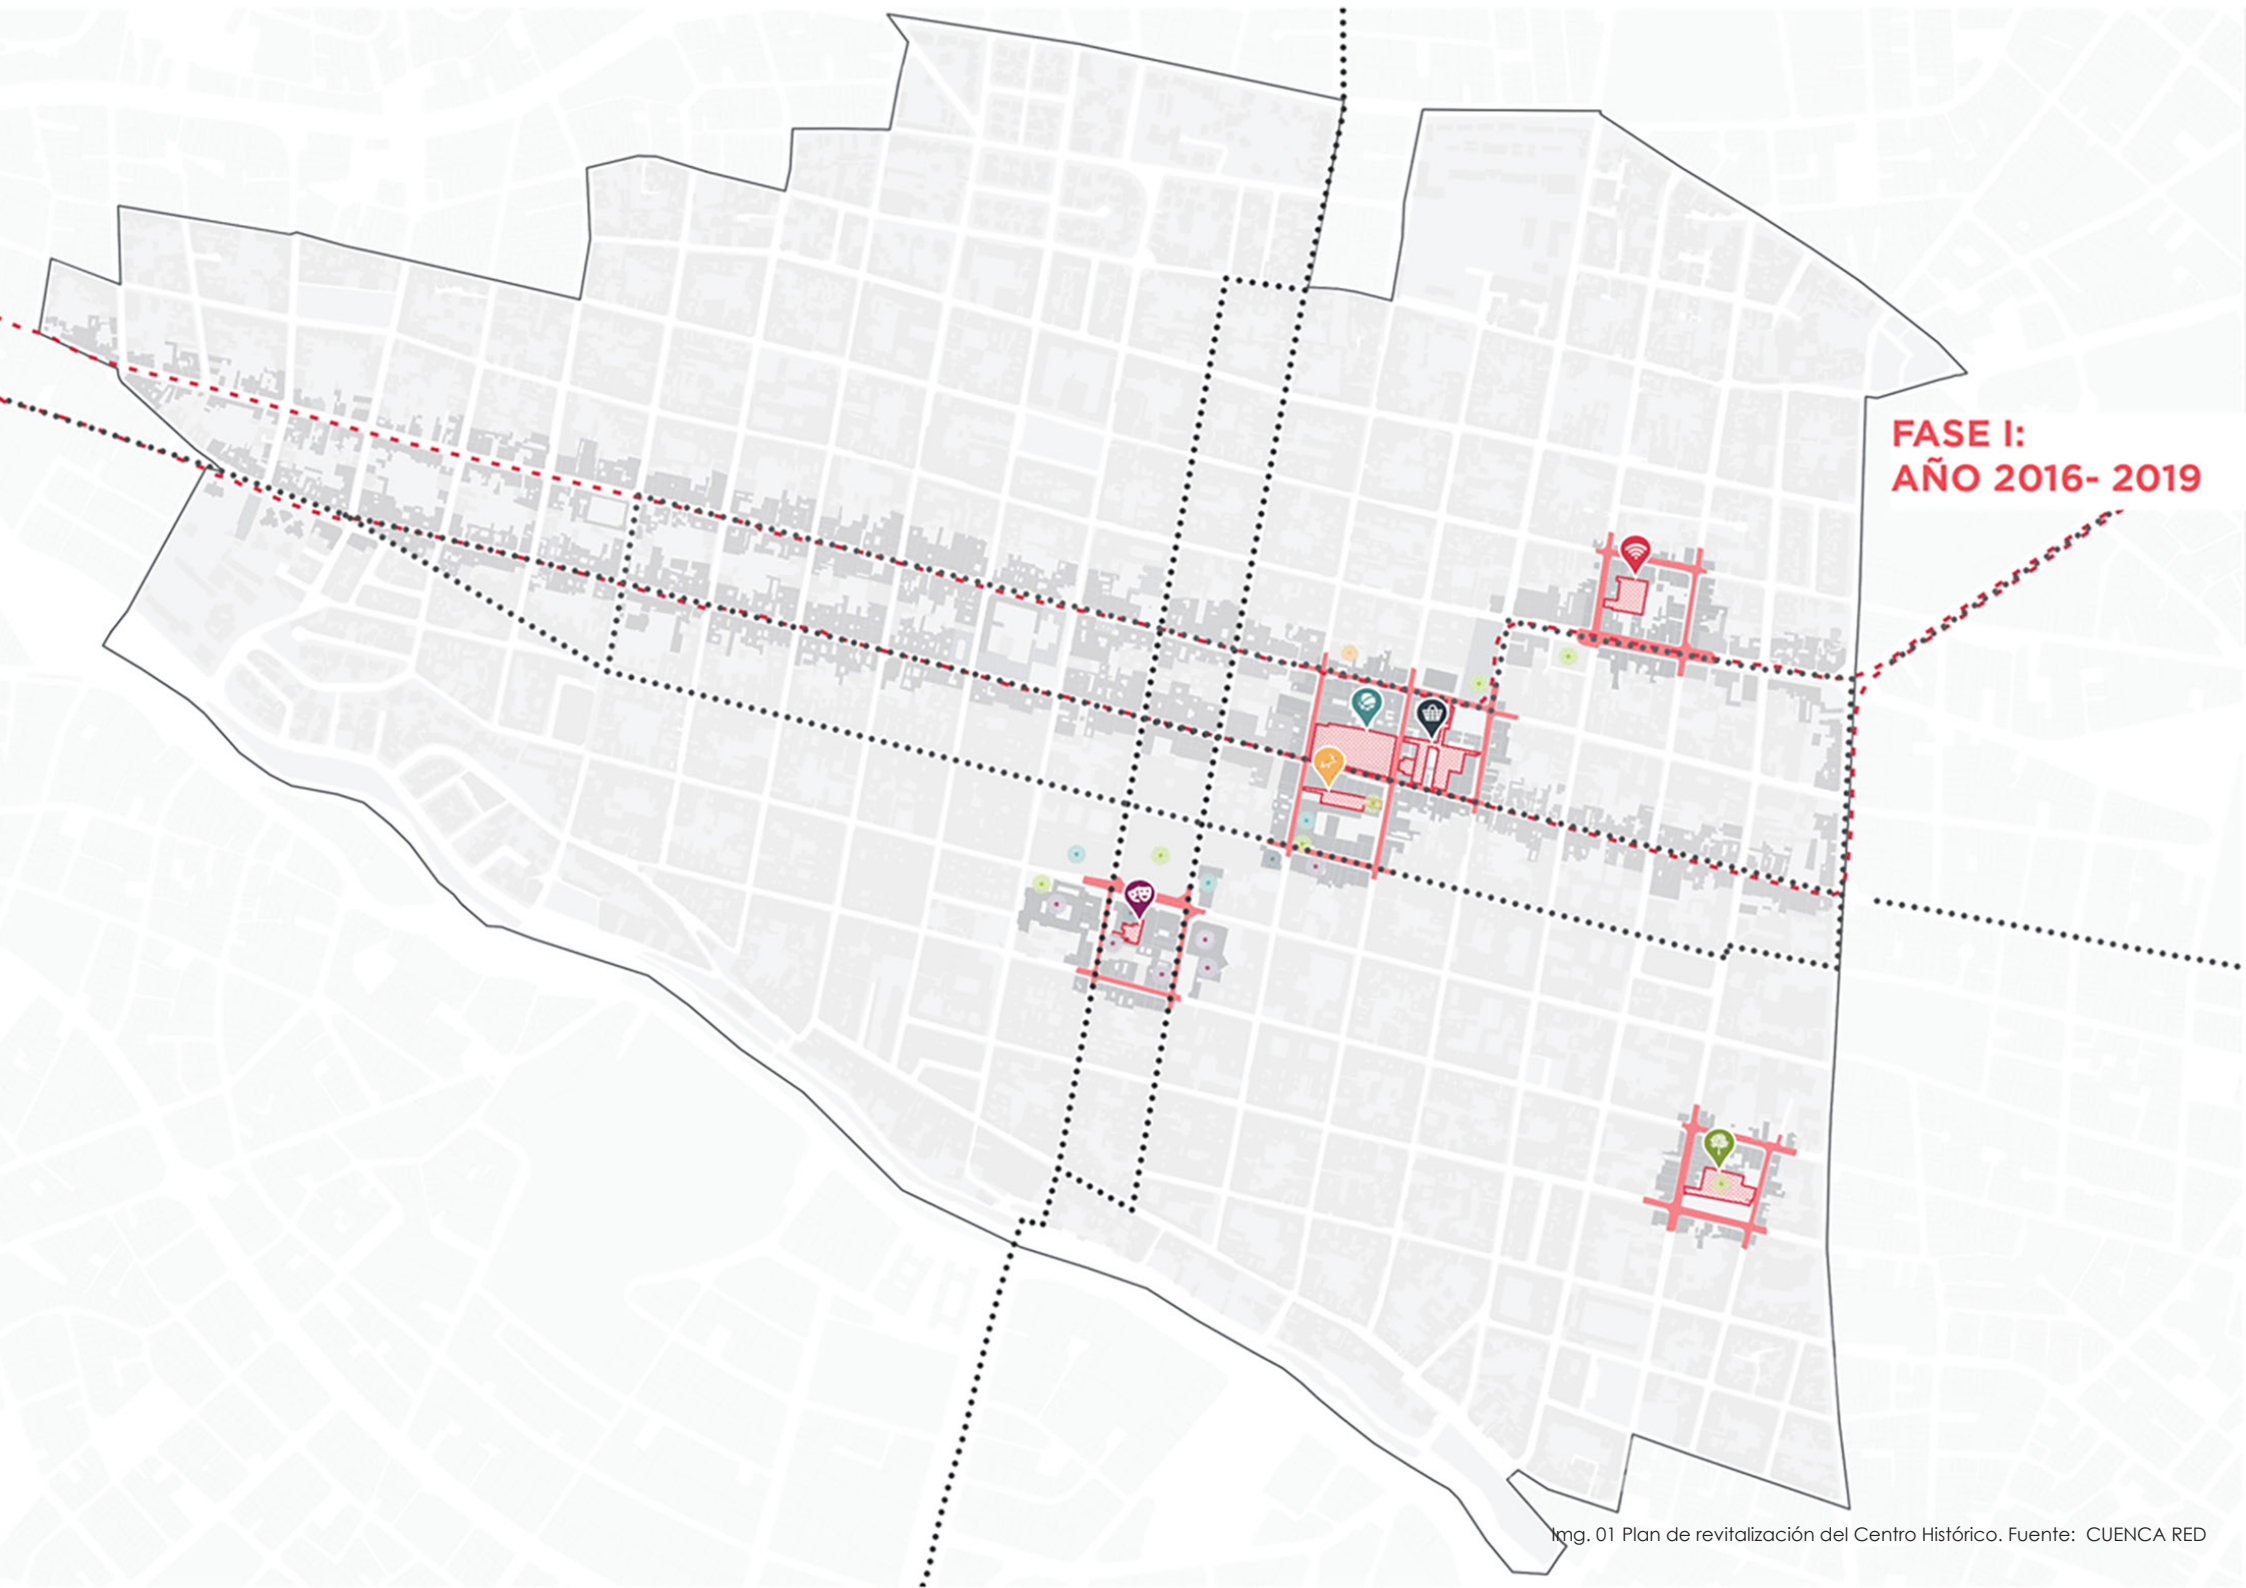 FASE I:
AÑO 2016- 2019
Img. 01 Plan de revitalización del Centro Histórico. Fuente: CUENCA RED